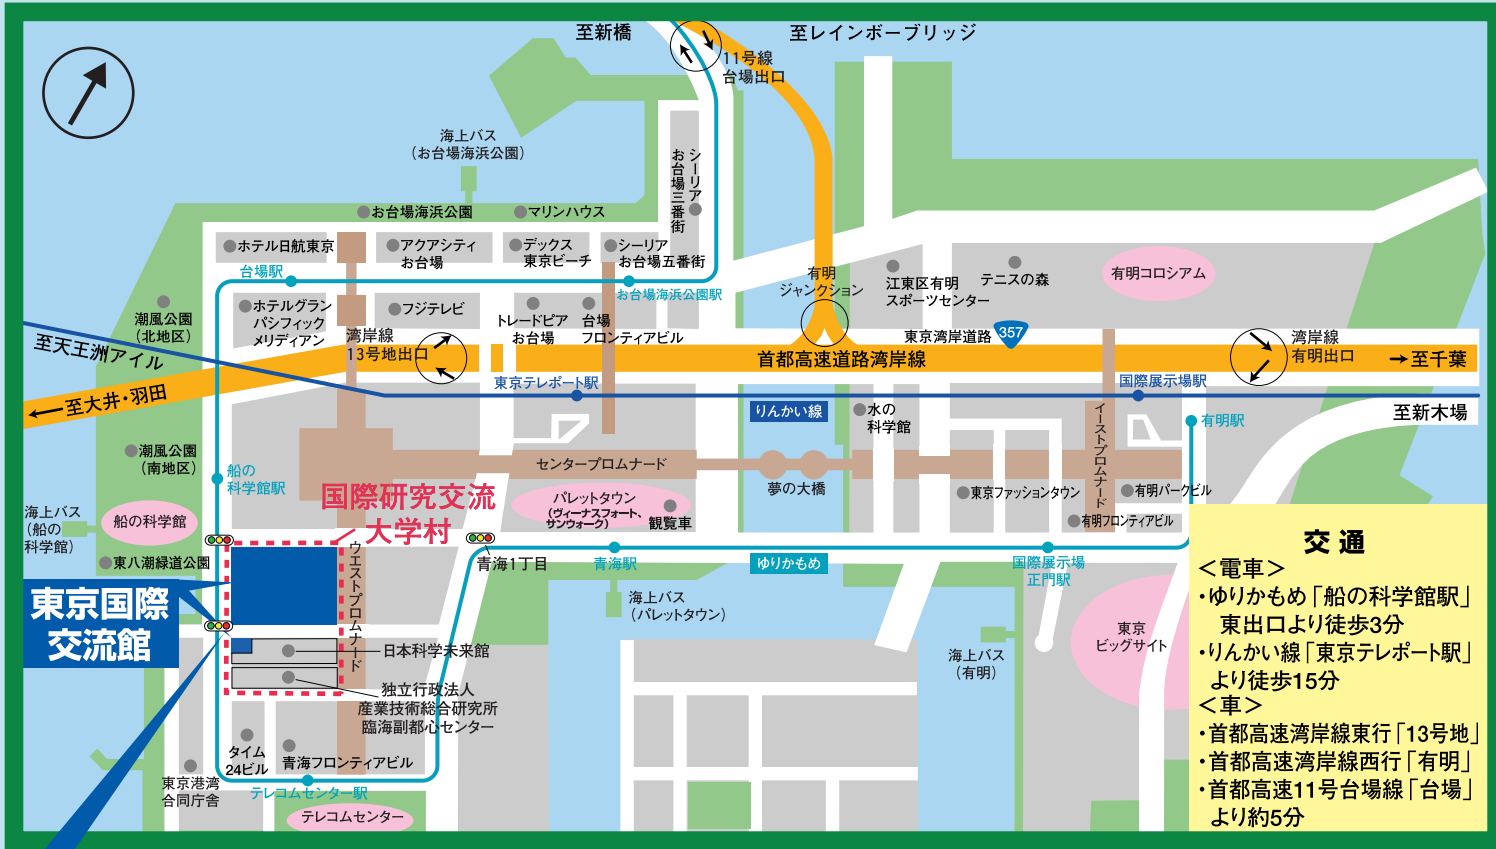 至新橋
至レインボーブリッジ
11号線
台場出口
海上バス
（お台場海浜公園）
シーリア
お台場三番街
お台場海浜公園
マリンハウス
ホテル日航東京
アクアシティ
お台場
デックス
東京ビーチ
シーリア
お台場五番街
台場駅
お台場海浜公園駅
有明
ジャンクション
江東区有明
スポーツセンター
テニスの森
有明コロシアム
潮風公園
（北地区）
ホテルグラン
パシフィック
メリディアン
フジテレビ
トレードピア
お台場
台場
フロンティアビル
湾岸線
13号地出口
東京湾岸道路
357
首都高速道路湾岸線
湾岸線
有明出口
→至千葉
至天王洲アイル
←至大井・羽田
東京テレポート駅
りんかい線
国際展示場駅
至新木場
水の
科学館
有明駅
イーストプロムナード
潮風公園
（南地区）
船の
科学館駅
センタープロムナード
夢の大橋
国際研究交流
大学村
パレットタウン
（ヴィーナスフォート、
サンウォーク）
観覧車
東京ファッションタウン
有明パークビル
有明フロンティアビル
海上バス
（船の
科学館）
船の科学館
東八潮緑道公園
ウエストプロムナード
青海1丁目
青海駅
ゆりかもめ
国際展示場
正門駅
東京国際
交流館
海上バス
（パレットタウン）
海上バス
（有明）
東京
ビッグサイト
日本科学未来館
独立行政法人
産業技術総合研究所
臨海副都心センター
タイム
24ビル
青海フロンティアビル
東京港湾
合同庁舎
テレコムセンター駅
テレコムセンター
交通
＜電車＞
・ゆりかもめ「船の科学館駅」
東出口より徒歩3分
・りんかい線「東京テレポート駅」
より徒歩15分
＜車＞
・首都高速湾岸線東行「13号地」
・首都高速湾岸線西行「有明」
・首都高速11号台場線「台場」
より約5分